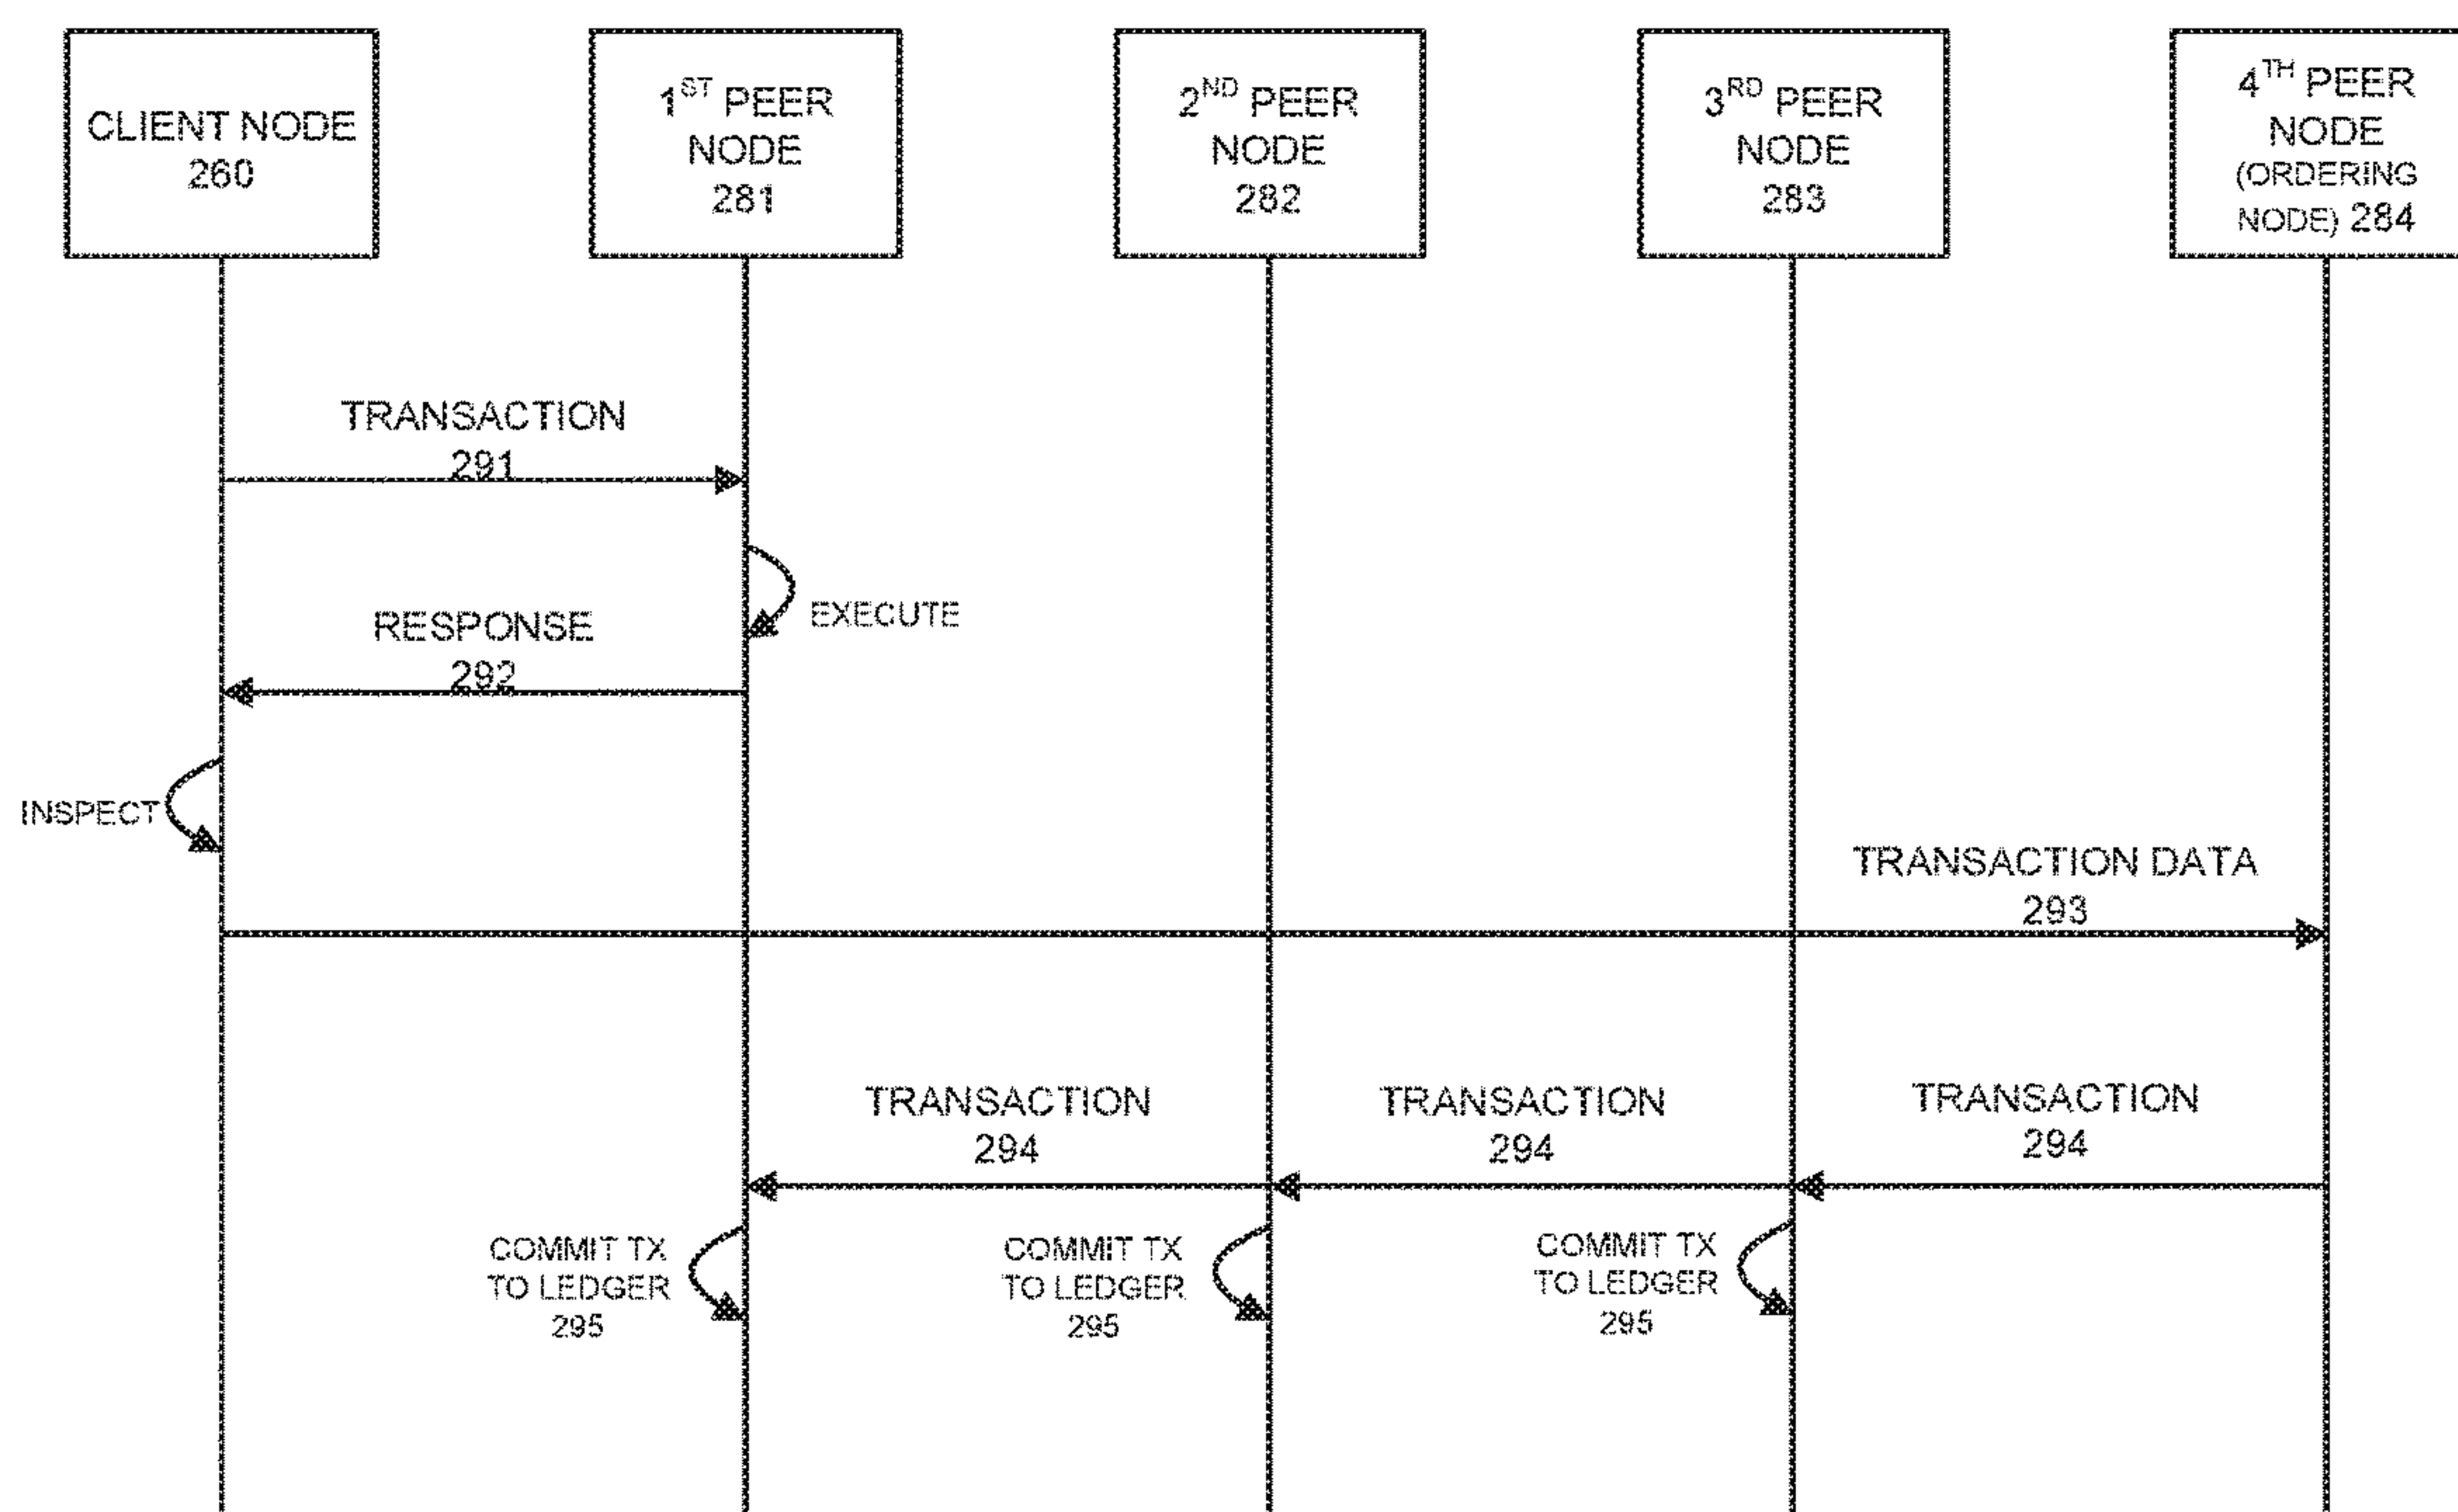 CLIENT NODE
260
1ST PEER
NODE
281
2ND PEER
NODE
282
3RD PEER
NODE
283
4TH PEER
NODE
(ORDERING
NODE) 284
TRANSACTION
291
EXECUTE
RESPONSE
292
INSPECT
TRANSACTION DATA
293
TRANSACTION
294
TRANSACTION
294
TRANSACTION
294
COMMIT TX
TO LEDGER
295
COMMIT TX
TO LEDGER
295
COMMIT TX
TO LEDGER
295